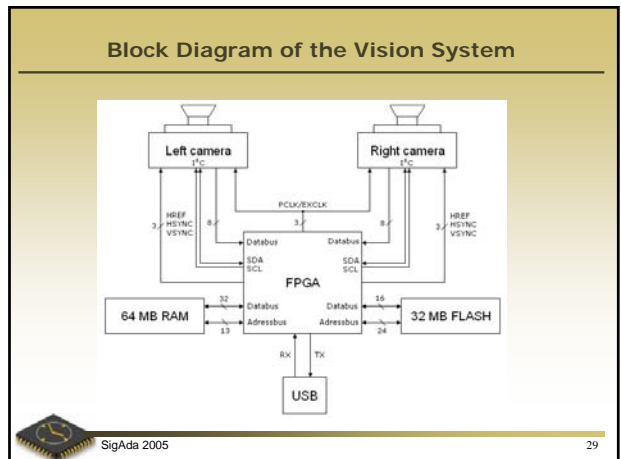 Block Diagram of the Vision System
Left camera
I²C
Right camera
I²C
PCLK/EXCLK
3
HREF
HSYNC
VSYNC
8
3
8
3
HREF
HSYNC
VSYNC
Databus
Databus
SDA
SCL
SDA
SCL
FPGA
64 MB RAM
32
13
Databus
Adressbus
Databus
Adressbus
16
24
32 MB FLASH
RX
TX
USB
SigAda 2005
29